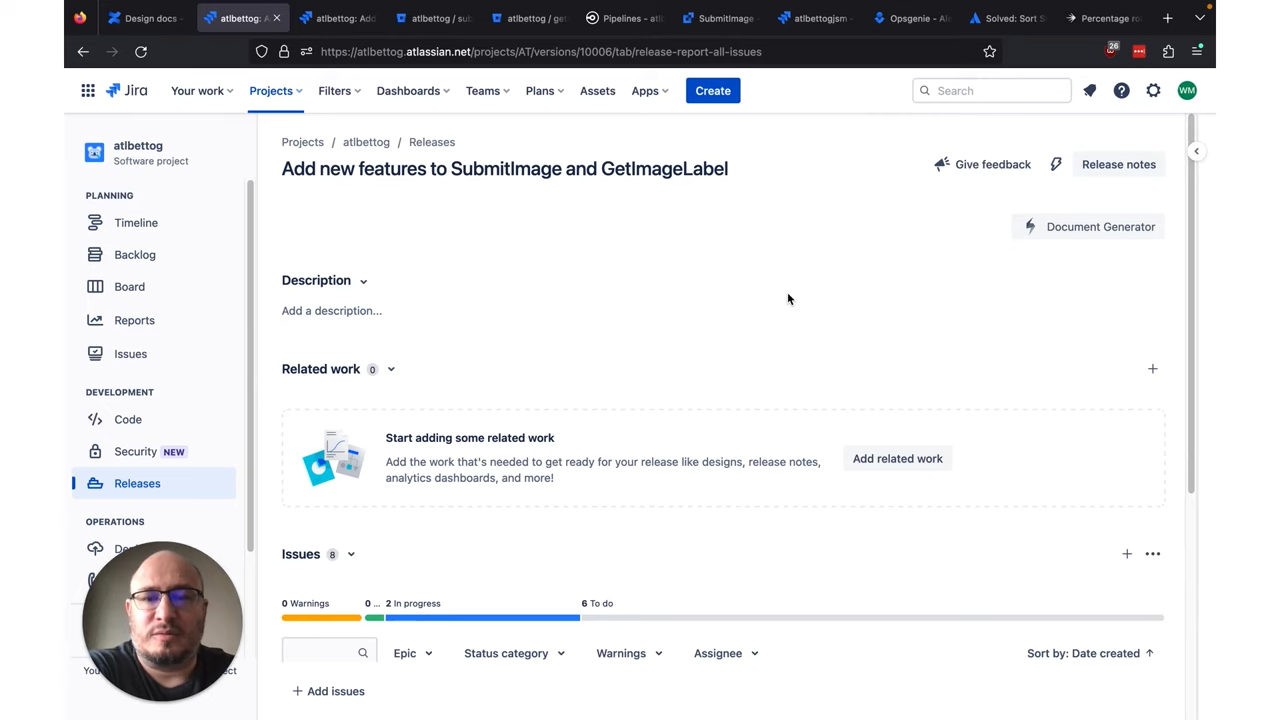 Design docs
atlbettog: A
atlbettog: Add
atlbettog / sub
atlbettog / get
Pipelines - atl
SubmitImage
atlbettogjsm
Opsgenie - Ale
Solved: Sort S
Percentage ro
https://atlbettog.atlassian.net/projects/AT/versions/10006/tab/release-report-all-issues
26
Jira
Your work
Projects
Filters
Dashboards
Teams
Plans
Assets
Apps
Create
Search
WM
atlbettog
Software project
PLANNING
Timeline
Backlog
Board
Reports
Issues
DEVELOPMENT
Code
Security NEW
Releases
OPERATIONS
Projects / atlbettog / Releases
Add new features to SubmitImage and GetImageLabel
Give feedback
Release notes
Document Generator
Description
Add a description...
Related work 0
Start adding some related work
Add the work that's needed to get ready for your release like designs, release notes,
analytics dashboards, and more!
Add related work
Issues 8
0 Warnings
0 ...
2 In progress
6 To do
Epic
Status category
Warnings
Assignee
Sort by: Date created
Add issues